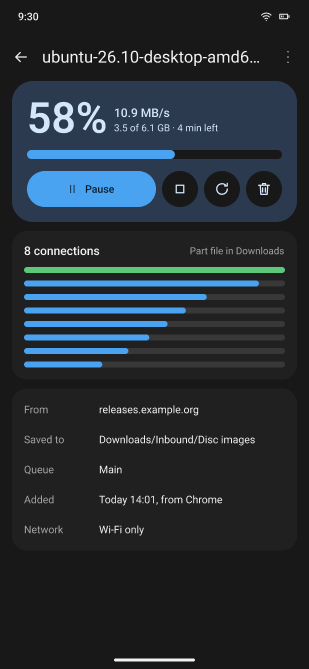 9:30
ubuntu-26.10-desktop-amd6…
58%
10.9 MB/s
3.5 of 6.1 GB · 4 min left
Pause
8 connections
Part file in Downloads
From releases.example.org
Saved to Downloads/Inbound/Disc images
Queue Main
Added Today 14:01, from Chrome
Network Wi-Fi only